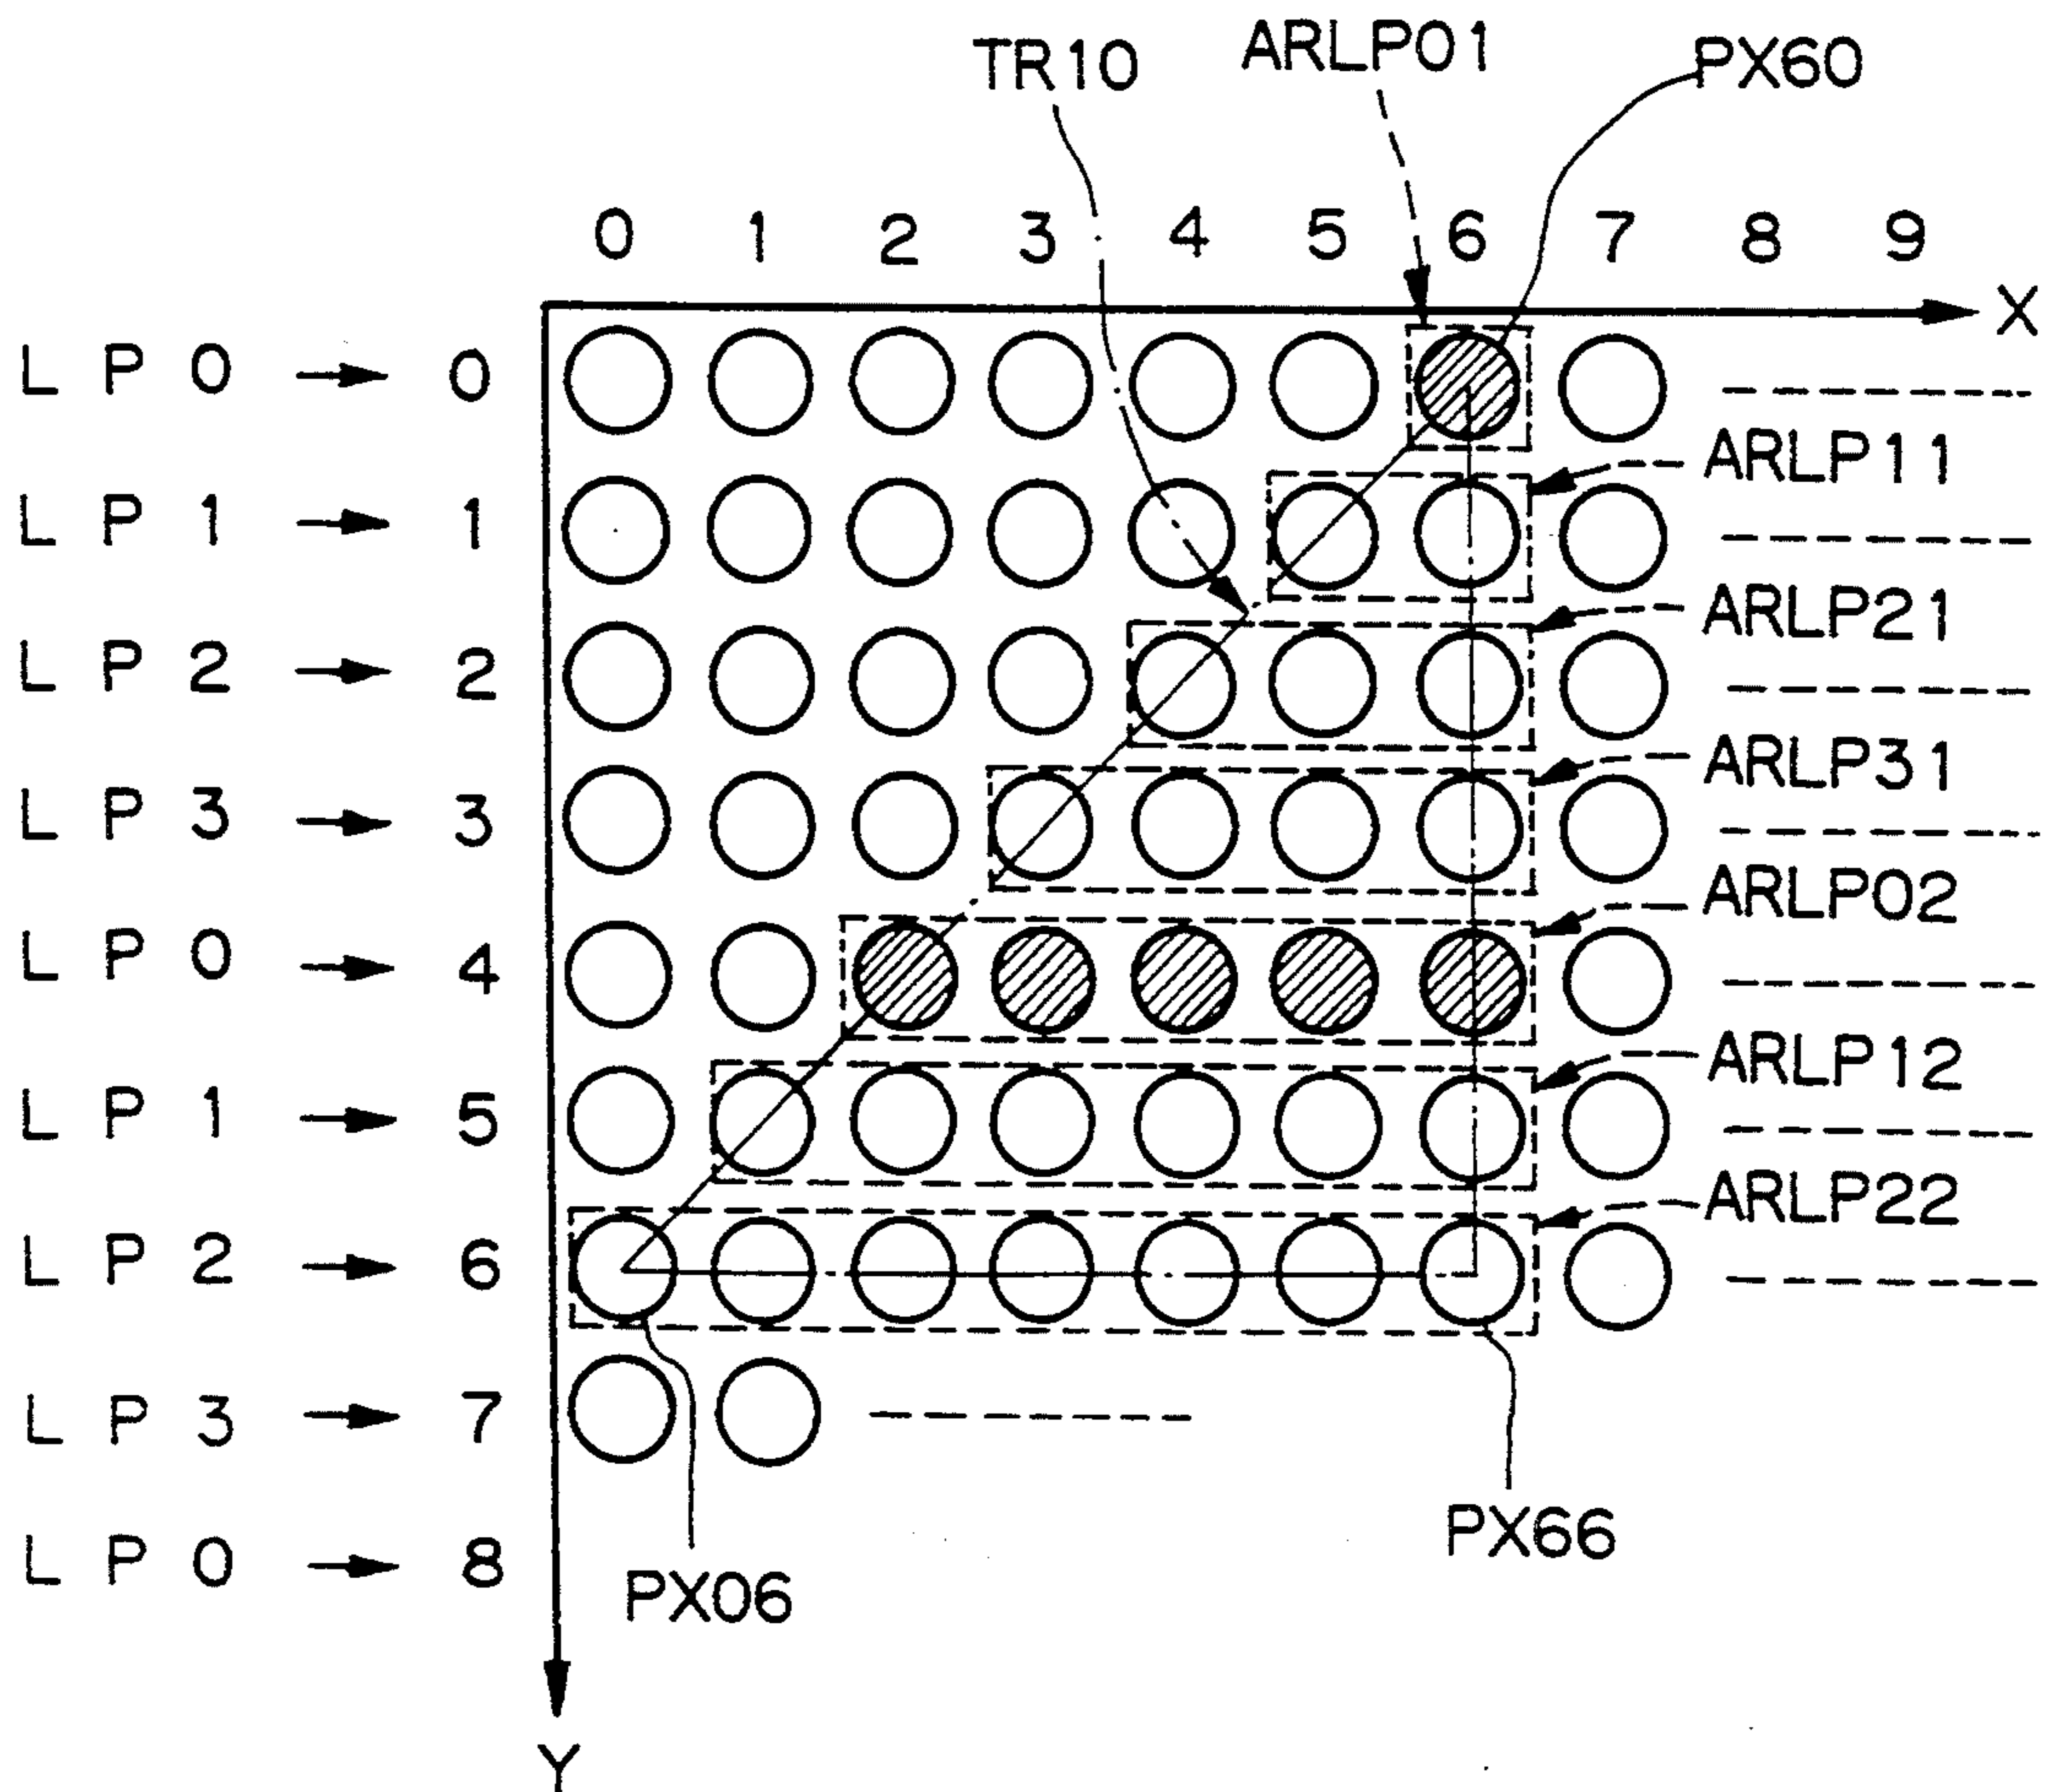 TR10 ARLP01 PX60
0 1 2 3 4 5 6 7 8 9
X
LP0 0
ARLP11
LP1 1
ARLP21
LP2 2
ARLP31
LP3 3
ARLP02
LP0 4
ARLP12
LP1 5
ARLP22
LP2 6
LP3 7
PX66
LP0 8
PX06
Y